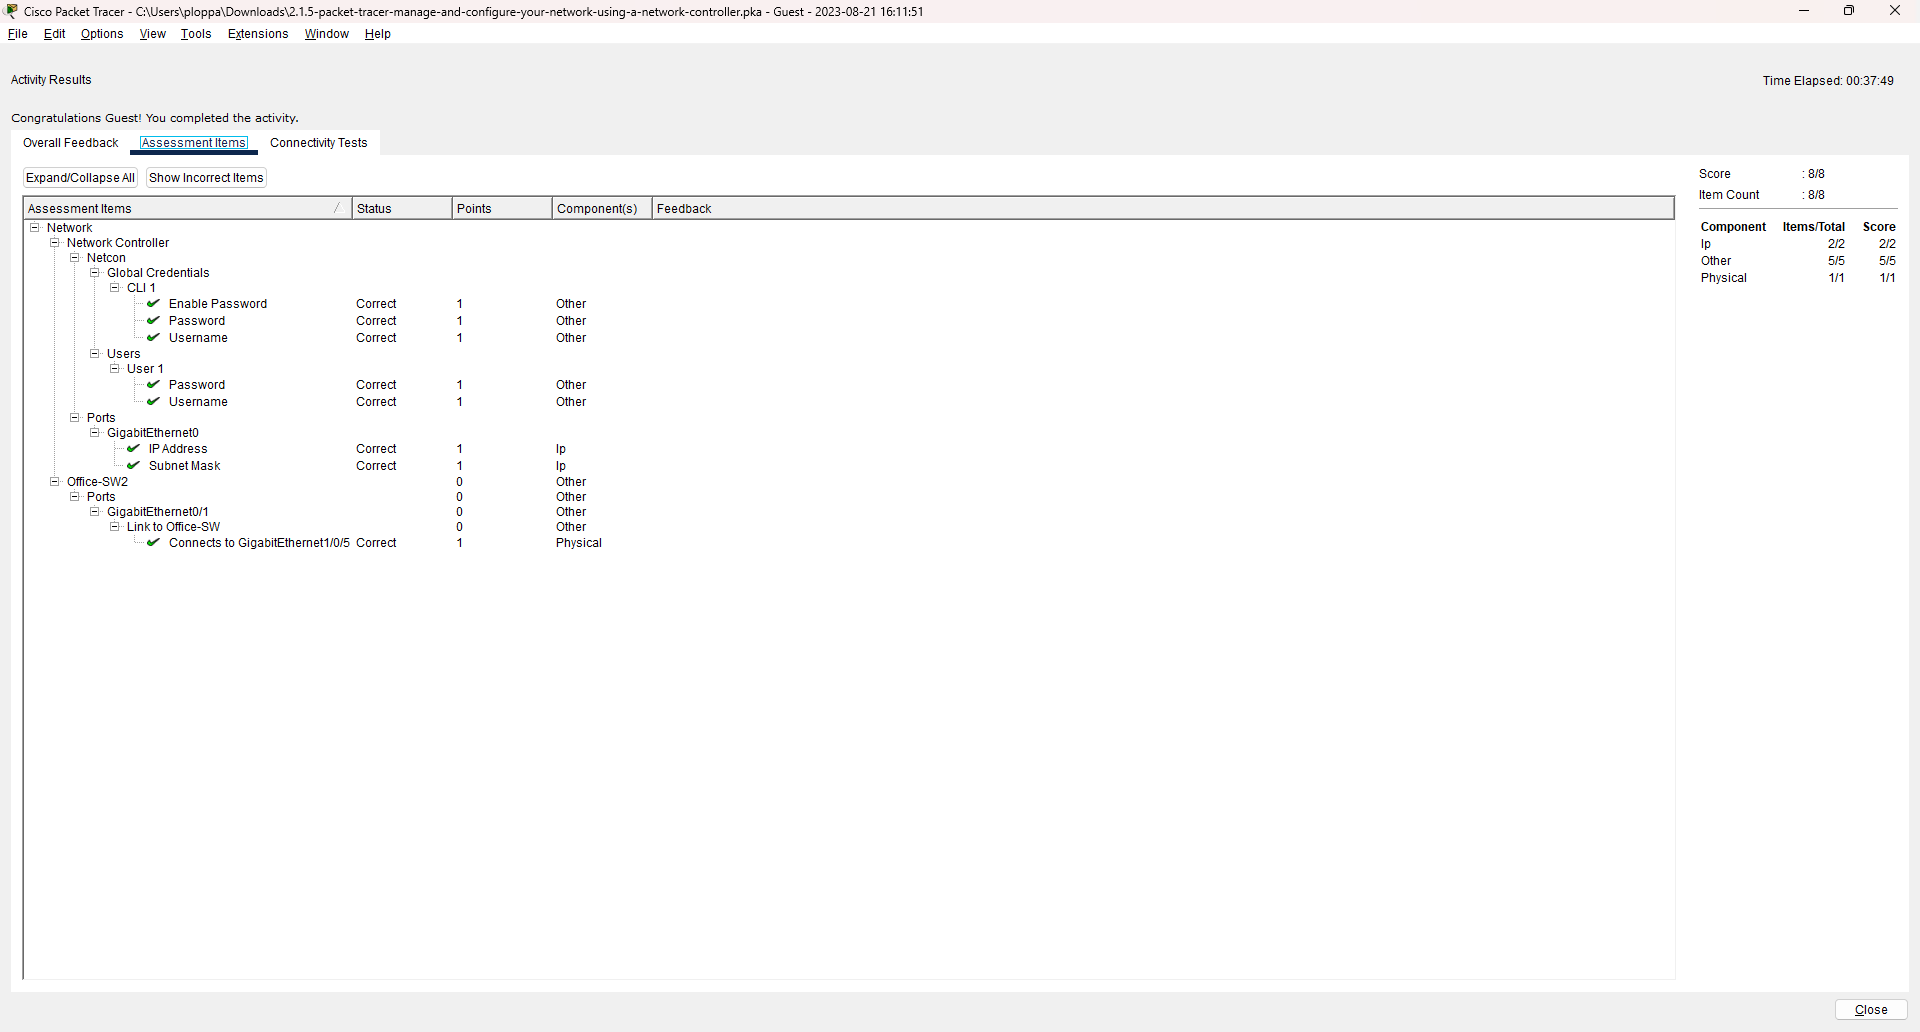 Cisco Packet Tracer - C:\Users\ploppa\Downloads\2.1.5-packet-tracer-manage-and-configure-your-network-using-a-network-controller.pka - Guest - 2023-08-21 16:11:51
File Edit Options View Tools Extensions Window Help
Activity Results
Time Elapsed: 00:37:49
Congratulations Guest! You completed the activity.
Overall Feedback Assessment Items Connectivity Tests
Expand/Collapse All Show Incorrect Items
Assessment Items Status Points Component(s) Feedback
Network
Network Controller
Netcon
Global Credentials
CLI 1
Enable Password Correct 1 Other
Password Correct 1 Other
Username Correct 1 Other
Users
User 1
Password Correct 1 Other
Username Correct 1 Other
Ports
GigabitEthernet0
IP Address Correct 1 Ip
Subnet Mask Correct 1 Ip
Office-SW2 0 Other
Ports 0 Other
GigabitEthernet0/1 0 Other
Link to Office-SW 0 Other
Connects to GigabitEthernet1/0/5 Correct 1 Physical
Score : 8/8
Item Count : 8/8
Component Items/Total Score
Ip 2/2 2/2
Other 5/5 5/5
Physical 1/1 1/1
Close